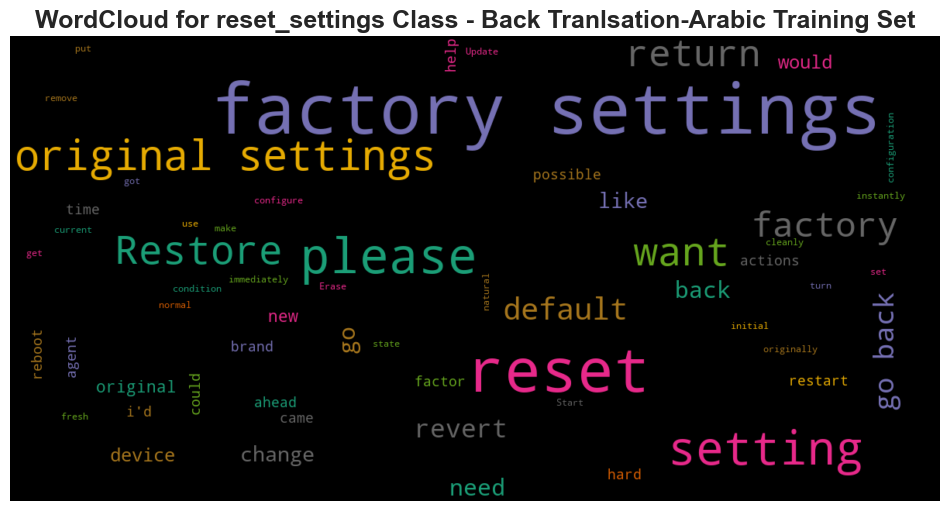 WordCloud for reset_settings Class - Back Tranlsation-Arabic Training Set
put
help
Update
return
would
remove
factory settings
original settings
configuration
got
possible
like
instantly
time
configure
use
make
current
factory
Restore
please
want
cleanly
get
actions
set
immediately
condition
Erase
natural
back
turn
normal
new
default
initial
go back
reboot
agent
brand
go
state
originally
original
could
factor
reset
restart
ahead
Start
fresh
i'd
came
revert
device
change
setting
hard
need